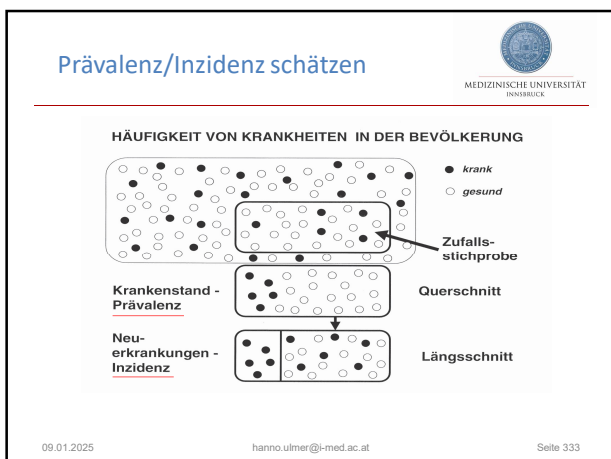 Prävalenz/Inzidenz schätzen
MEDIZINISCHE UNIVERSITÄT
INNSBRUCK
HÄUFIGKEIT VON KRANKHEITEN IN DER BEVÖLKERUNG
krank
gesund
Zufalls-
stichprobe
Krankenstand -
Prävalenz
Querschnitt
Neu-
erkrankungen -
Inzidenz
Längsschnitt
09.01.2025
hanno.ulmer@i-med.ac.at
Seite 333